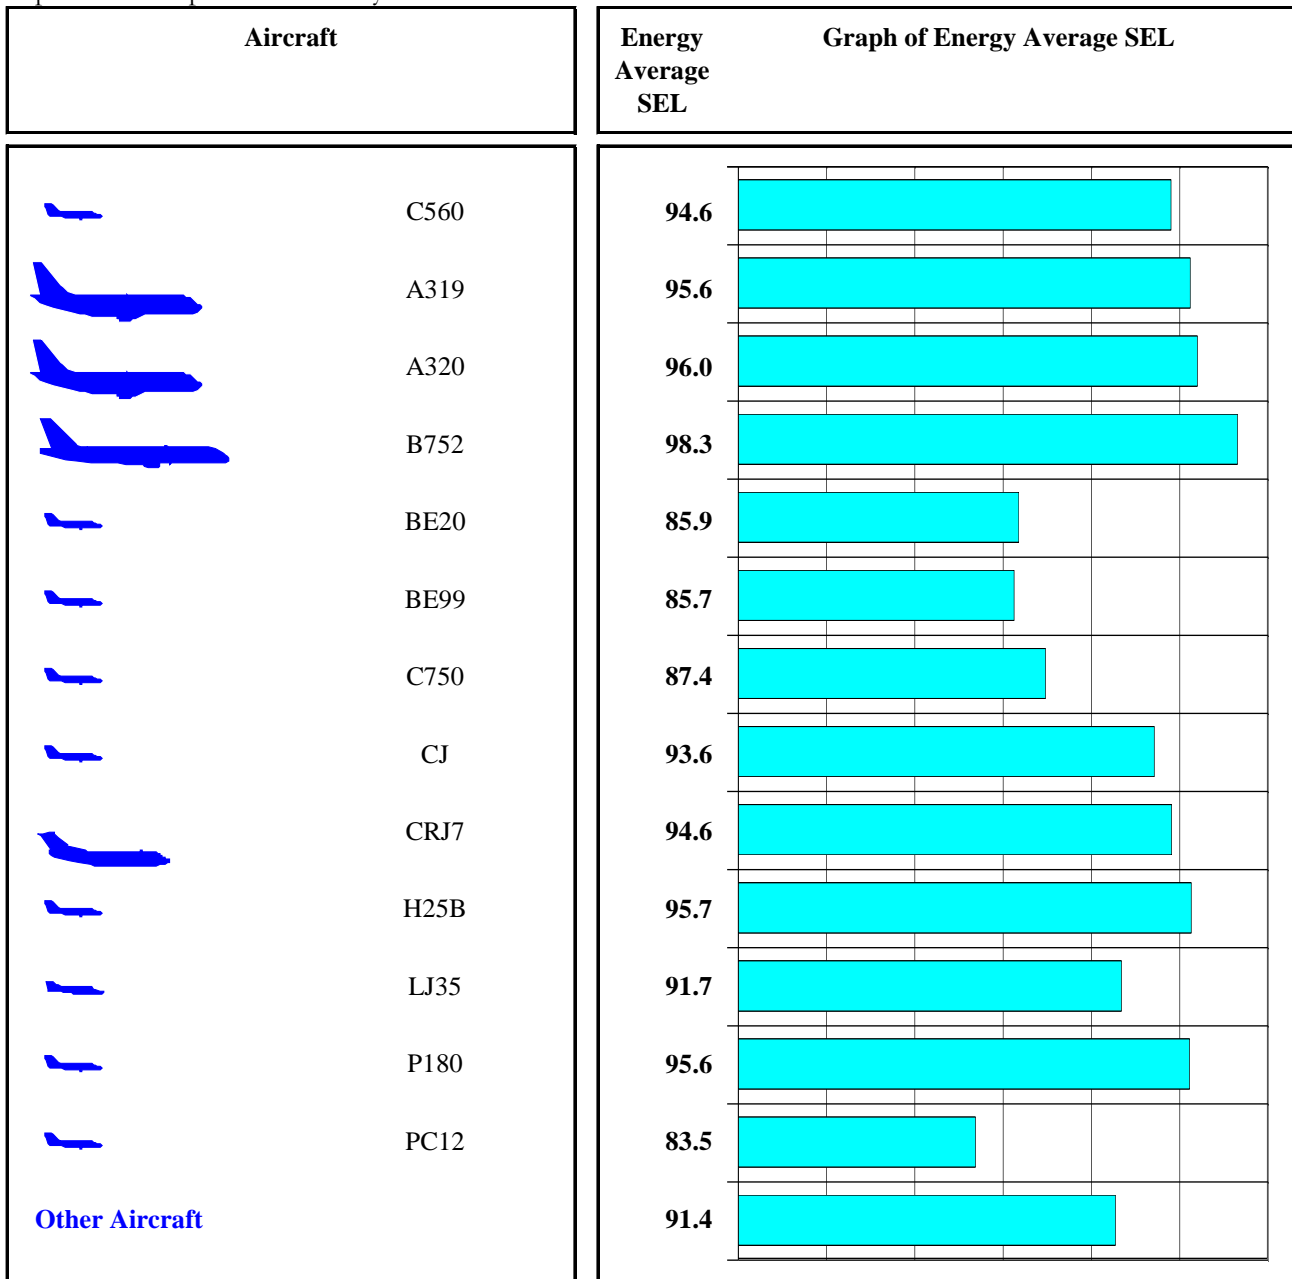 Aircraft
Energy
Average
SEL
Graph of Energy Average SEL
C560 94.6
A319 95.6
A320 96.0
B752 98.3
BE20 85.9
BE99 85.7
C750 87.4
CJ 93.6
CRJ7 94.6
H25B 95.7
LJ35 91.7
P180 95.6
PC12 83.5
Other Aircraft 91.4